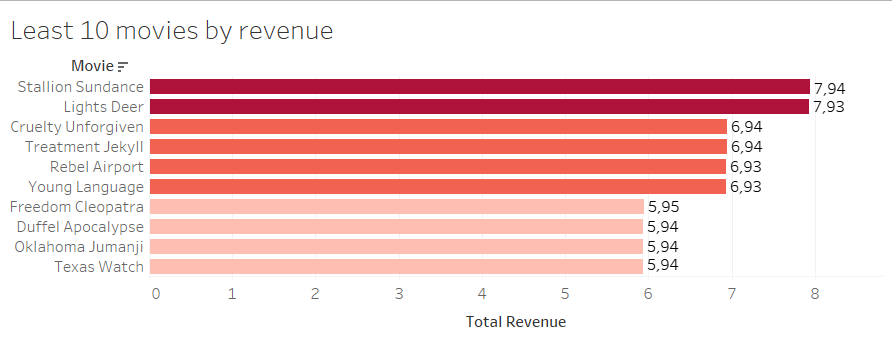 Least 10 movies by revenue
Movie
Stallion Sundance 7,94
Lights Deer 7,93
Cruelty Unforgiven 6,94
Treatment Jekyll 6,94
Rebel Airport 6,93
Young Language 6,93
Freedom Cleopatra 5,95
Duffel Apocalypse 5,94
Oklahoma Jumanji 5,94
Texas Watch 5,94
0 1 2 3 4 5 6 7 8
Total Revenue